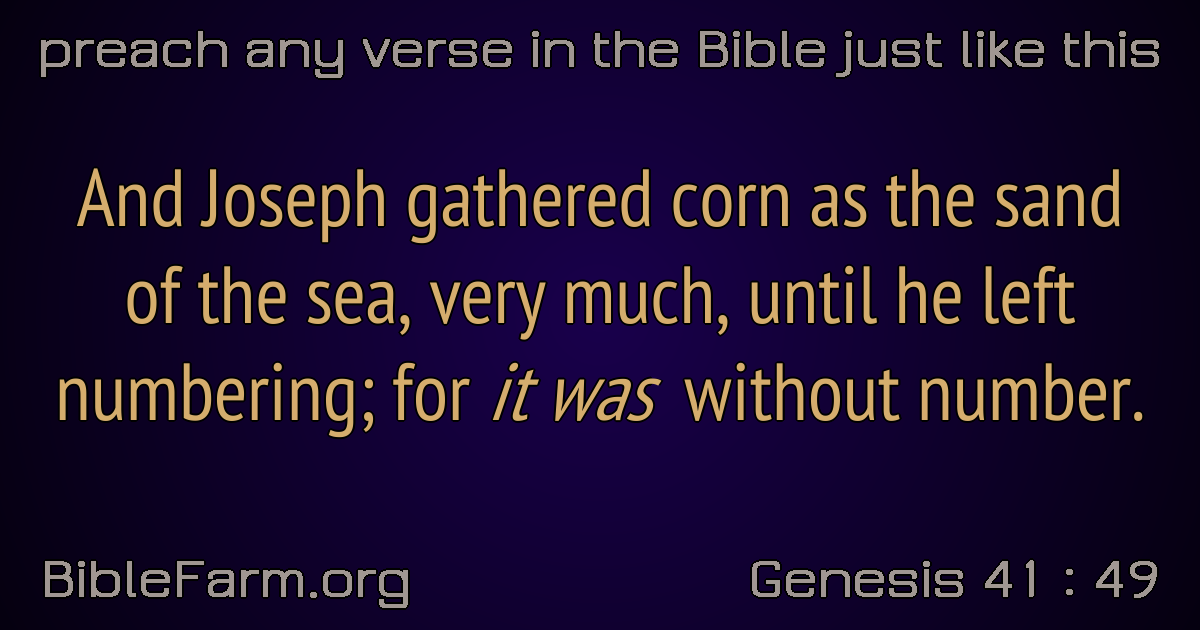 preach any verse in the Bible just like this
And Joseph gathered corn as the sand
of the sea, very much, until he left
numbering; for it was without number.
BibleFarm.org
Genesis 41 : 49